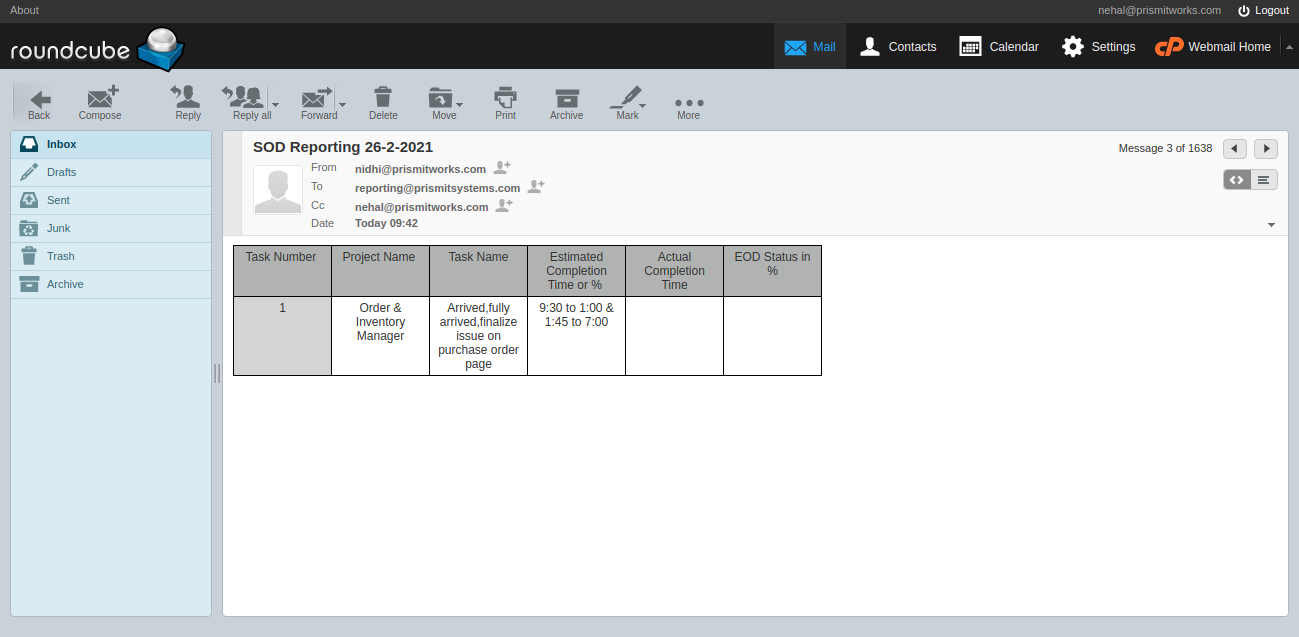 About
nehal@prismitworks.com Logout
roundcube
Mail Contacts Calendar Settings cP Webmail Home
Back Compose Reply Reply all Forward Delete Move Print Archive Mark More
Inbox
Drafts
Sent
Junk
Trash
Archive
SOD Reporting 26-2-2021
Message 3 of 1638
From nidhi@prismitworks.com
To reporting@prismitsystems.com
Cc nehal@prismitworks.com
Date Today 09:42
Task Number
Project Name
Task Name
Estimated
Completion
Time or %
Actual
Completion
Time
EOD Status in
%
1
Order &
Inventory
Manager
Arrived,fully
arrived,finalize
issue on
purchase order
page
9:30 to 1:00 &
1:45 to 7:00